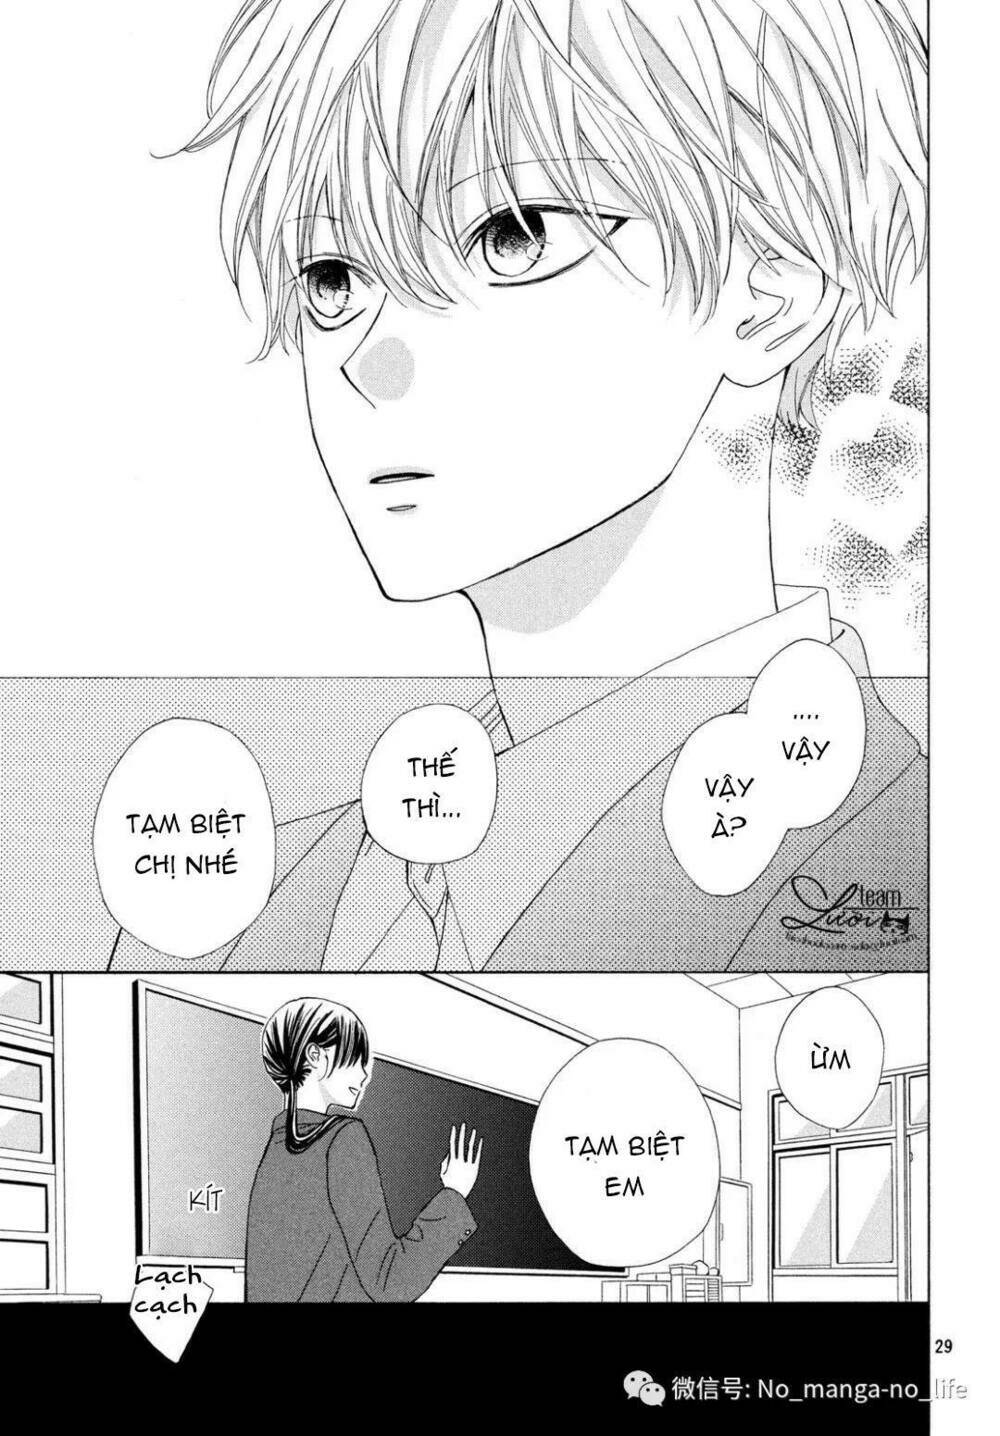 ....
VẬY
VẬY
À?
THẾ
THÌ...
TẠM BIỆT
CHỊ NHÉ
team
Lười
ỪM
TẠM BIỆT
EM
KÍT
Lạch
cạch
29
微信号: No_manga-no_life